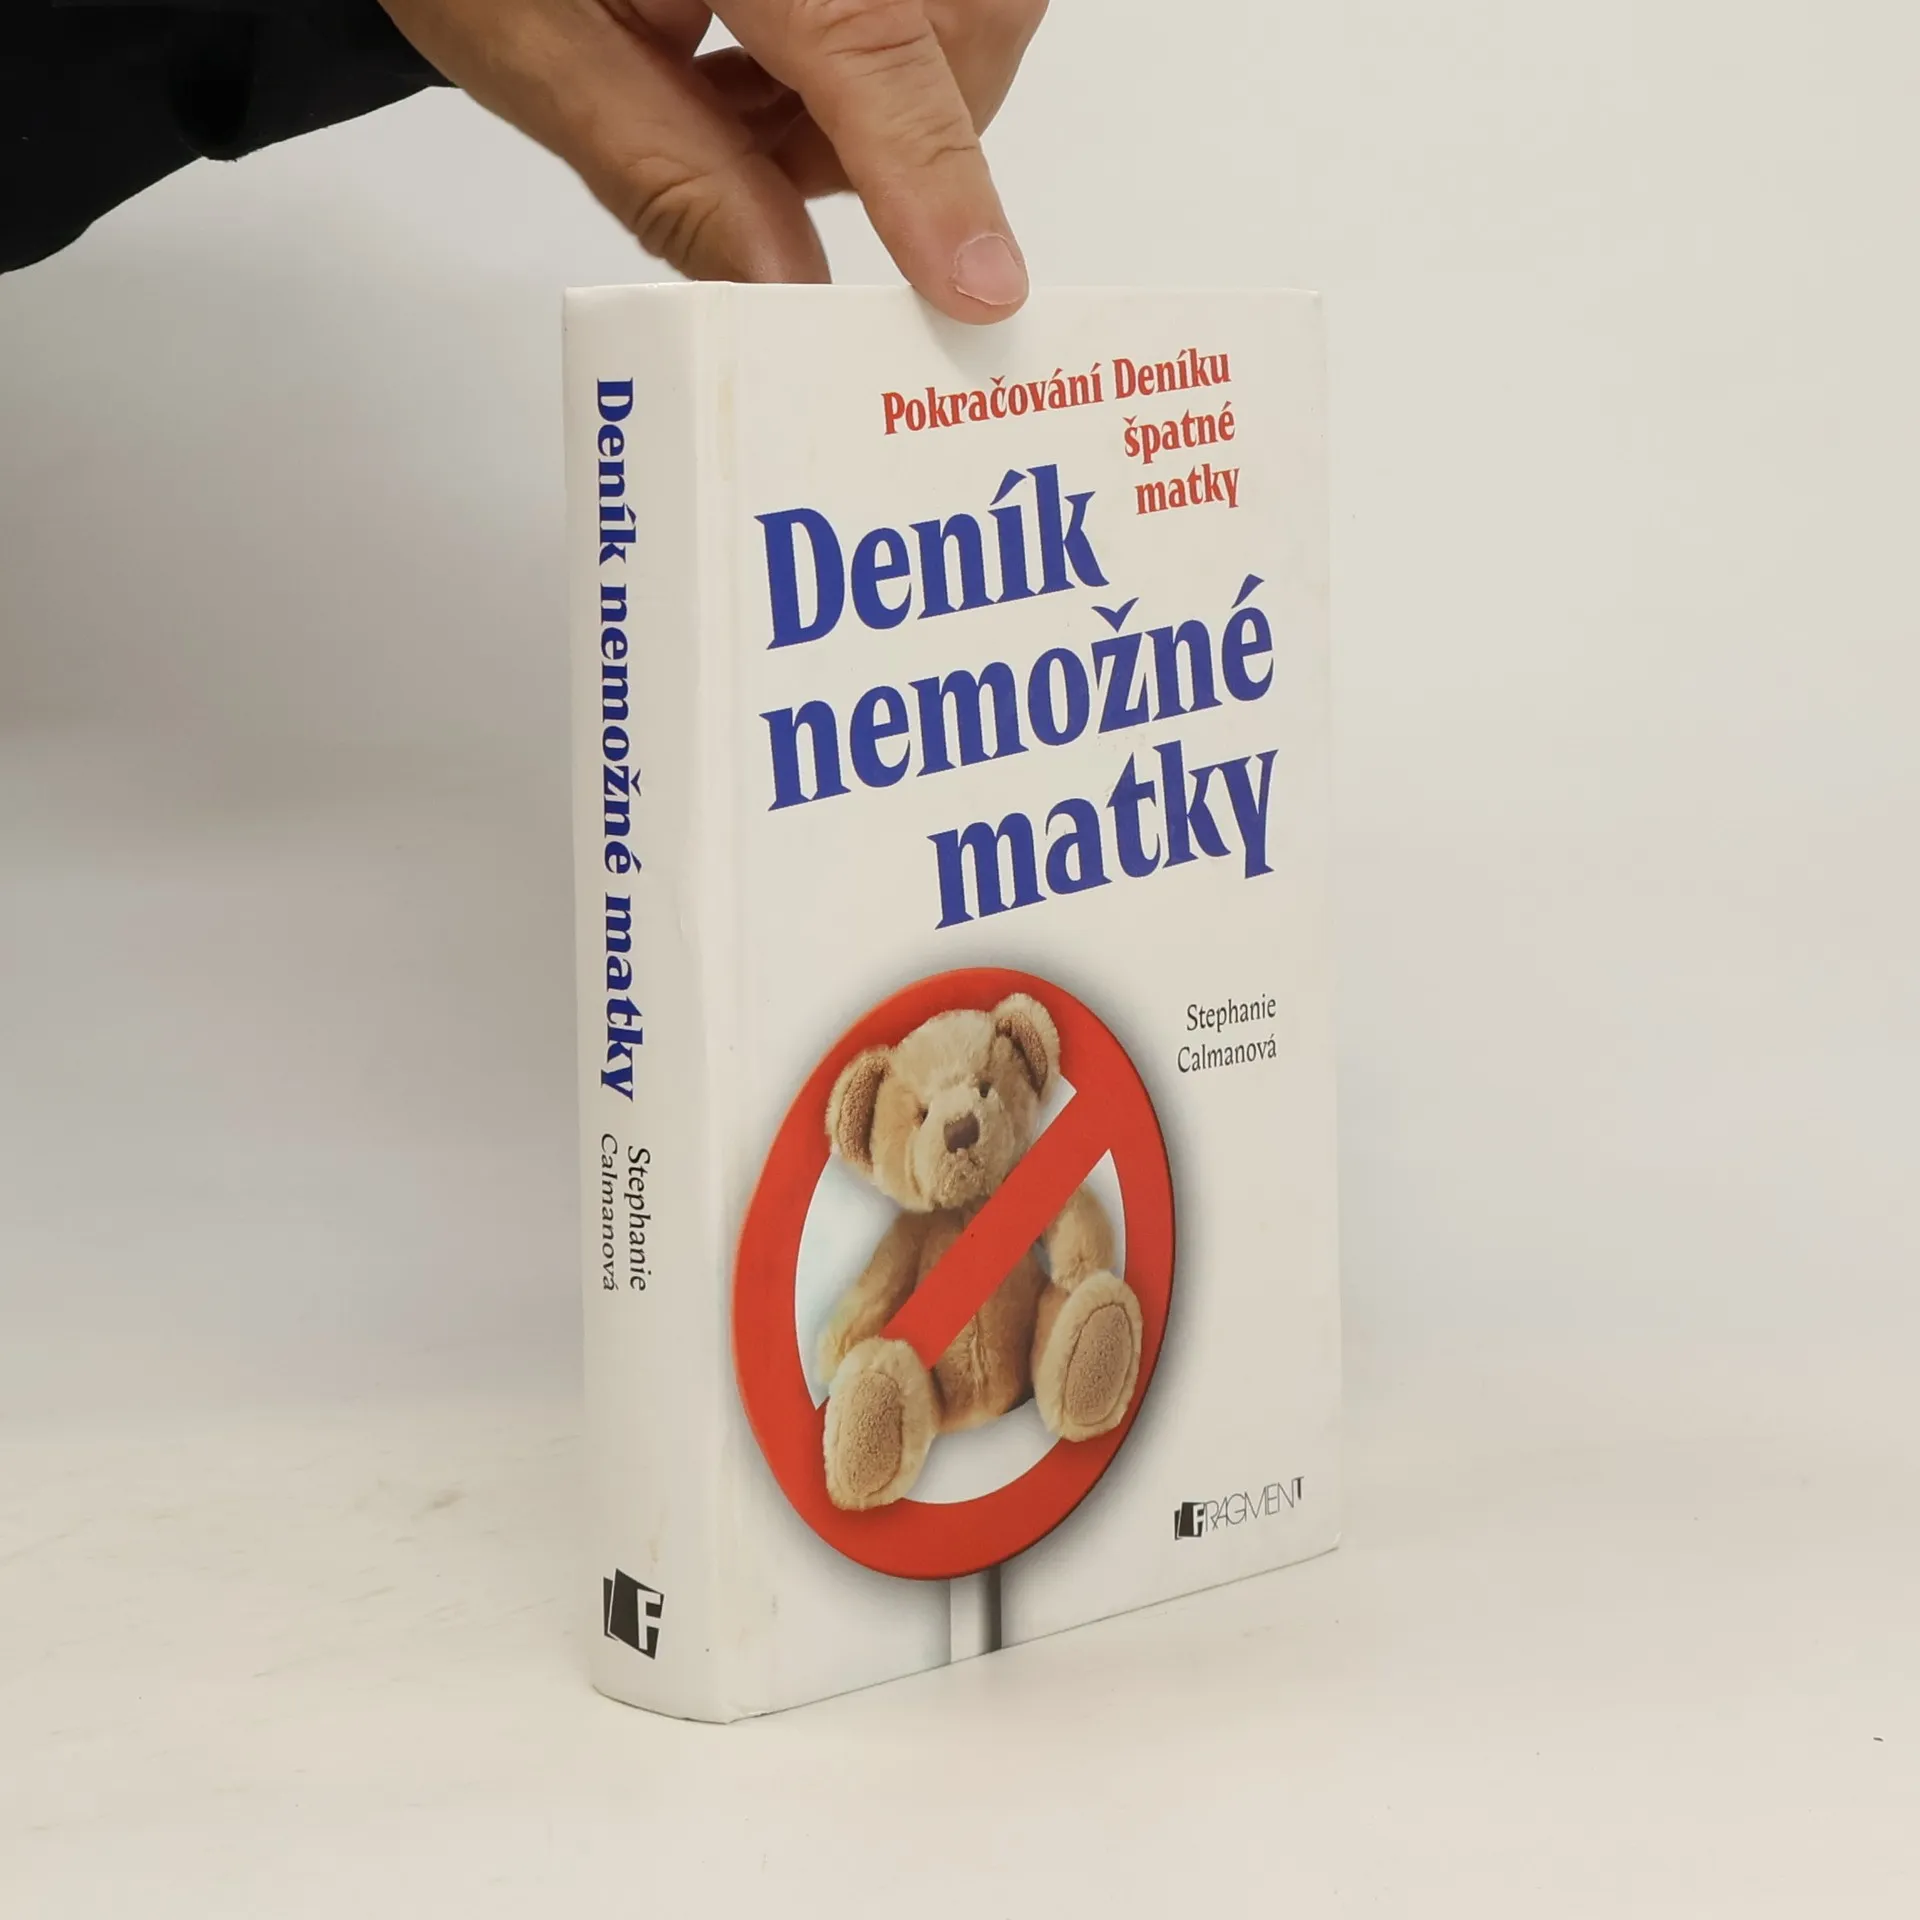 Deník nemožné matky
Stephanie
Calmanová
Pokračování Deníku
špatné
matky
Deník
nemožné
matky
Stephanie
Calmanová
FRAGMENT